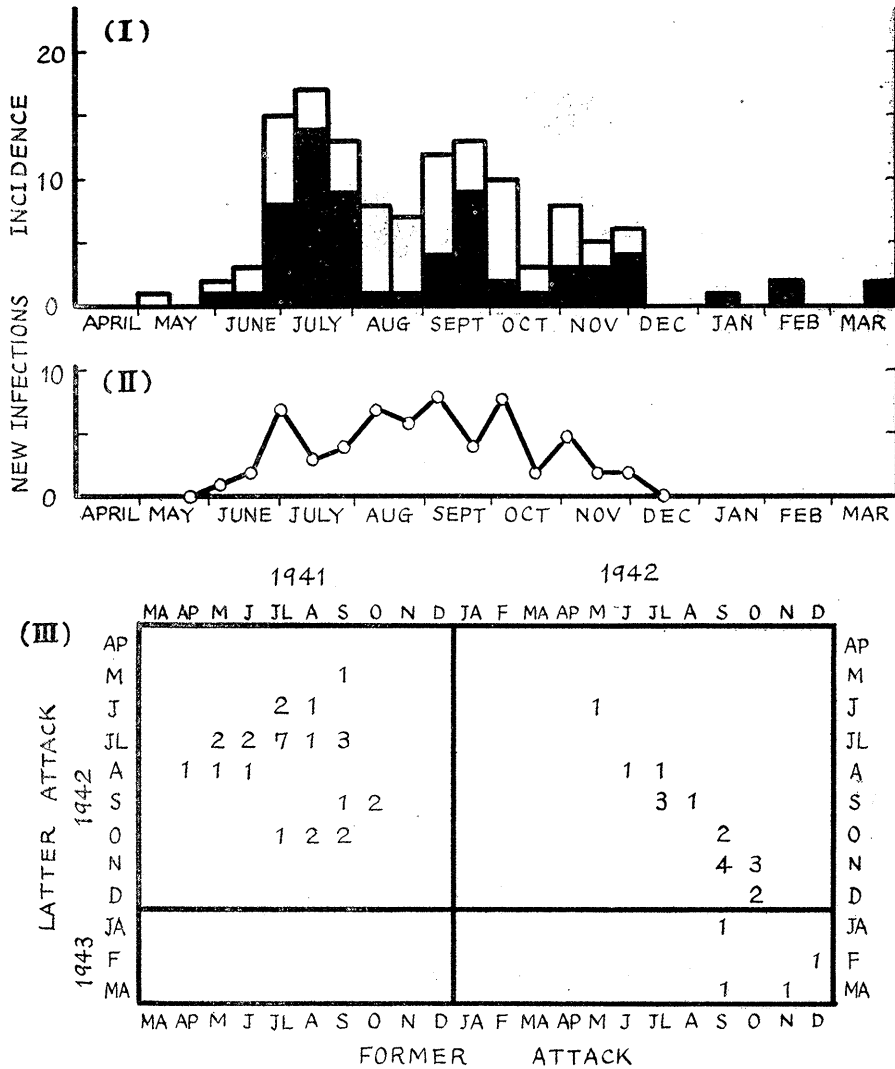 (I)
INCIDENCE
20
10
0
APRIL MAY JUNE JULY AUG SEPT OCT. NOV DEC JAN FEB MAR
(II)
NEW INFECTIONS
10
0
APRIL MAY JUNE JULY AUG SEPT OCT NOV DEC JAN FEB MAR
1941 1942
MA AP M J JL A S O N D JA F MA AP M J JL A S O N D
(III)
LATTER ATTACK
1942
1943
AP AP
M 1 M
J 2 1 1 J
JL 2 2 7 1 3 JL
A 1 1 1 1 1 A
S 1 2 3 1 S
O 1 2 2 2 O
N 4 3 N
D 2 D
JA 1 JA
F 1 F
MA 1 1 MA
MA AP M J JL A S O N D JA F MA AP M J JL A S O N D
FORMER ATTACK